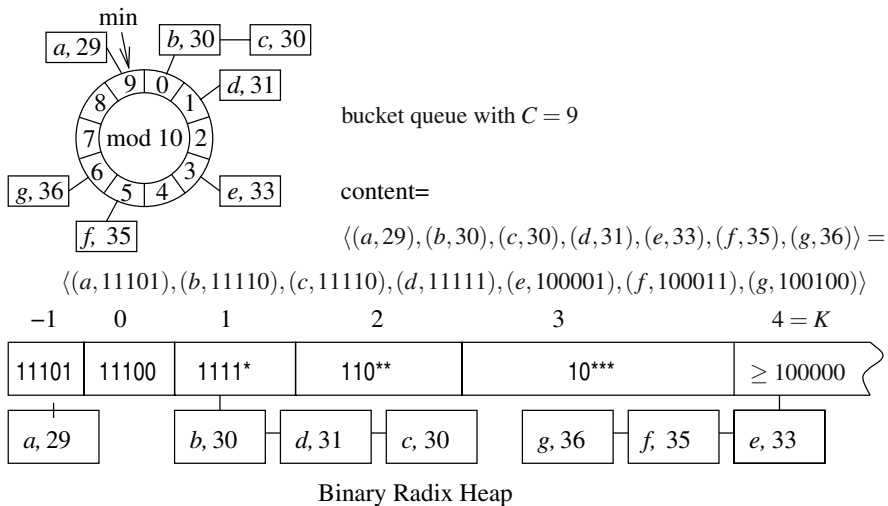 min
a, 29
b, 30
c, 30
9
0
8
1
d, 31
bucket queue with C = 9
7
mod 10
2
6
3
g, 36
5
4
e, 33
content=
f, 35
⟨(a,29),(b,30),(c,30),(d,31),(e,33),(f,35),(g,36)⟩ =
⟨(a,11101),(b,11110),(c,11110),(d,11111),(e,100001),(f,100011),(g,100100)⟩
−1 0 1 2 3 4 = K
11101 11100 1111* 110** 10*** ≥ 100000
a, 29 b, 30 d, 31 c, 30 g, 36 f, 35 e, 33
Binary Radix Heap